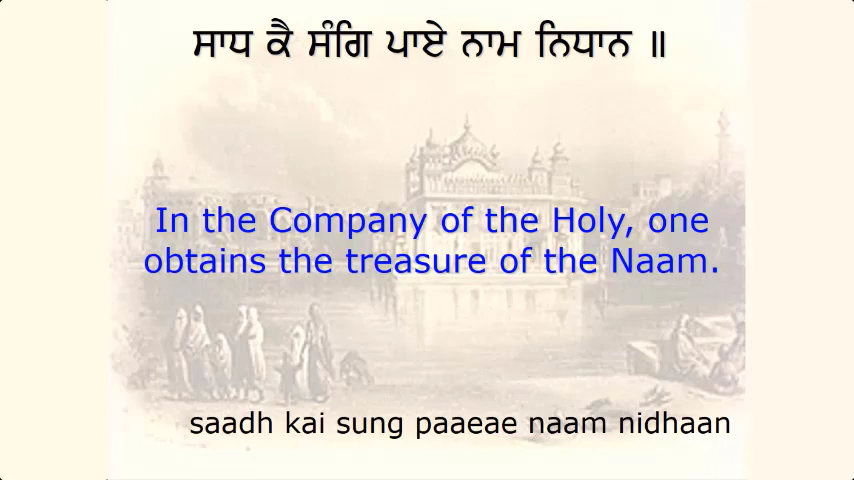 ਸਾਧ ਕੈ ਸੰਗਿ ਪਾਏ ਨਾਮ ਨਿਧਾਨ ॥
In the Company of the Holy, one
obtains the treasure of the Naam.
saadh kai sung paaeae naam nidhaan